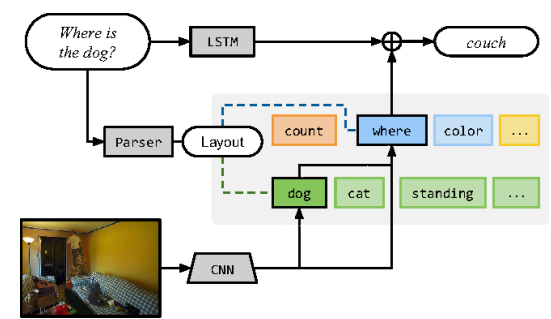 Where is
the dog?
LSTM
couch
Parser
Layout
count
where
color
...
dog
cat
standing
...
CNN